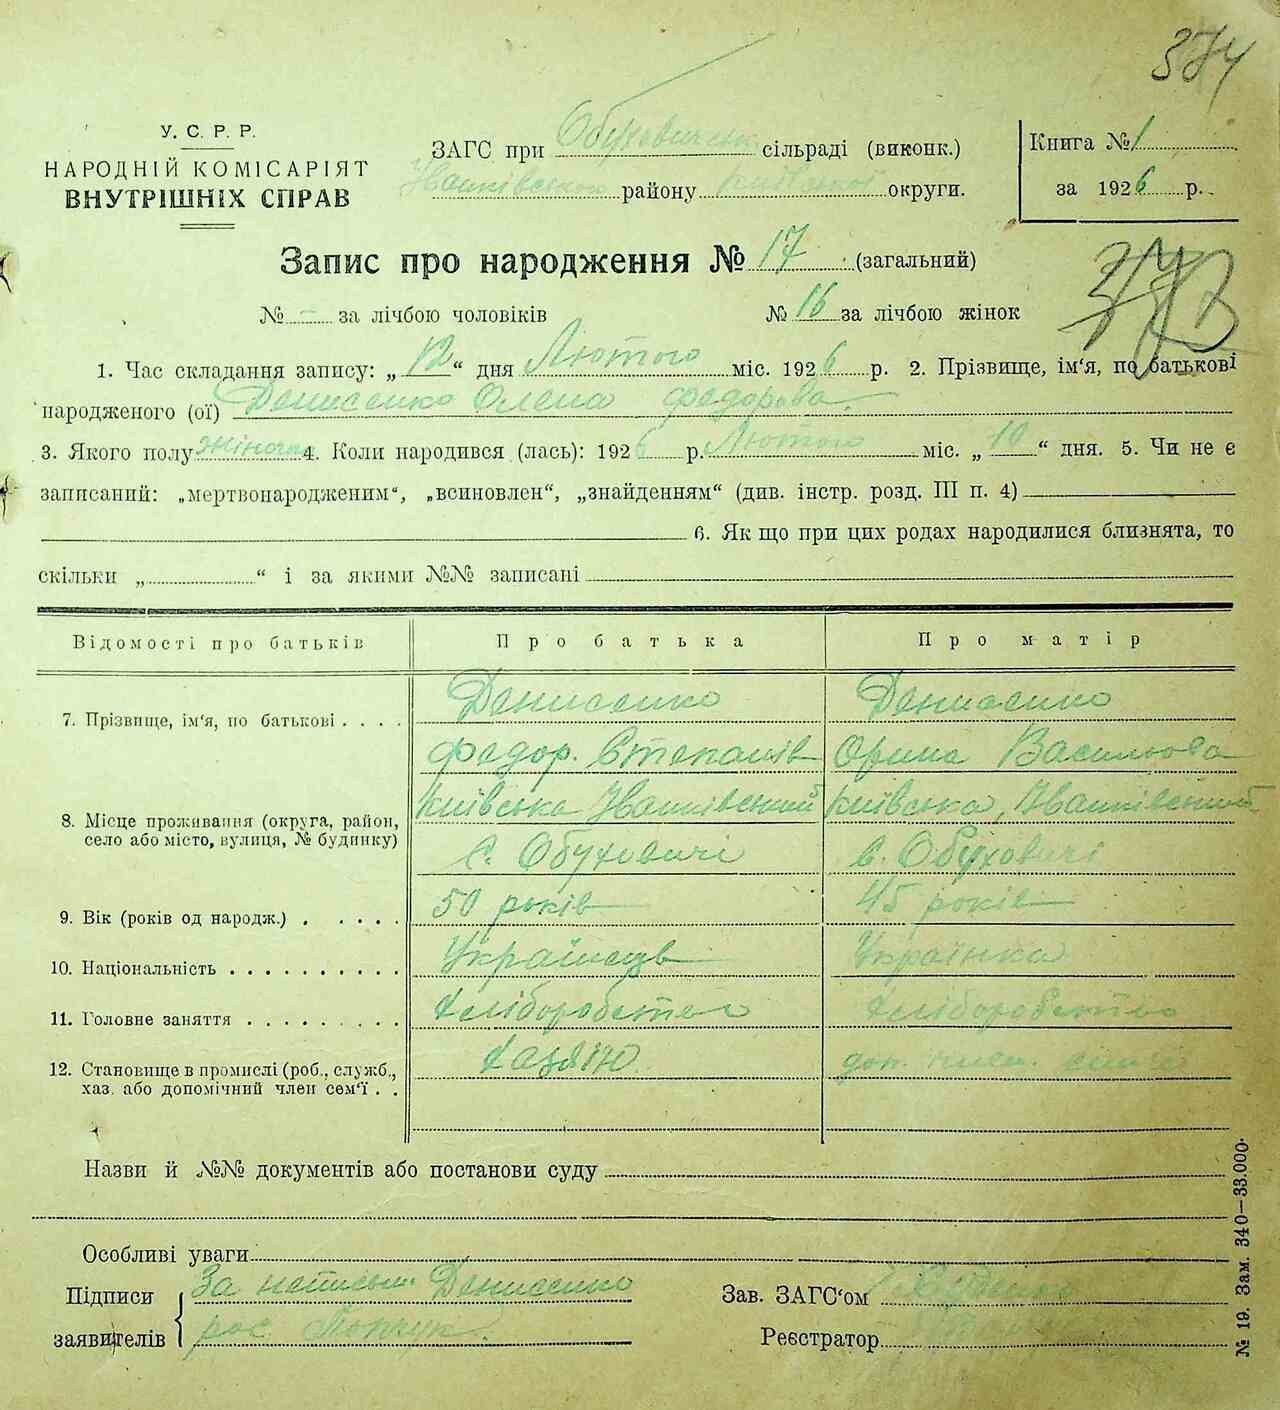 374
У. С. Р. Р.
НАРОДНІЙ КОМІСАРІЯТ
ВНУТРІШНІХ СПРАВ
ЗАГС при Обуховичськ сільраді (виконк.)
Іванківського району Київської округи.
Книга № 1
за 1926 р.
Запис про народження № 17 (загальний)
№ - за лічбою чоловіків № 16 за лічбою жінок
1. Час складання запису: „12“ дня Лютого міс. 1926 р. 2. Прізвище, ім‘я, по батькові
народженого (ої) Денисенко Олена Федорова.
3. Якого полу жіночи 4. Коли народився (лась): 1926 р. Лютого міс. „10“ дня. 5. Чи не є
записаний: „мертвонародженим“, „всиновлен“, „знайденням“ (див. інстр. розд. III п. 4)
6. Як що при цих родах народилися близнята, то
скільки „ “ і за якими №№ записані
Відомості про батьків Про батька Про матір
7. Прізвище, ім‘я, по батькові Денисенко Денисенко
Федор. Степанів Орина Васильова
8. Місце проживання (округа, район, село або місто, вулиця, № будинку) Київська Іванківський Київська, Іванківський
с. Обуховичі с. Обуховичі
9. Вік (років од народж.) 50 років 45 років
10. Національність Українець Українка
11. Головне заняття Хліборобство Хліборобство
12. Становище в промислі (роб., служб., хаз. або допомічний член сем‘ї Хазяїн доп.
Назви й №№ документів або постанови суду
Особливі уваги
Підписи заявителів За неписьм. Денисенко
рос.
Зав. ЗАГС‘ом
Реєстратор
№ 19. Зам. 340—33.000.